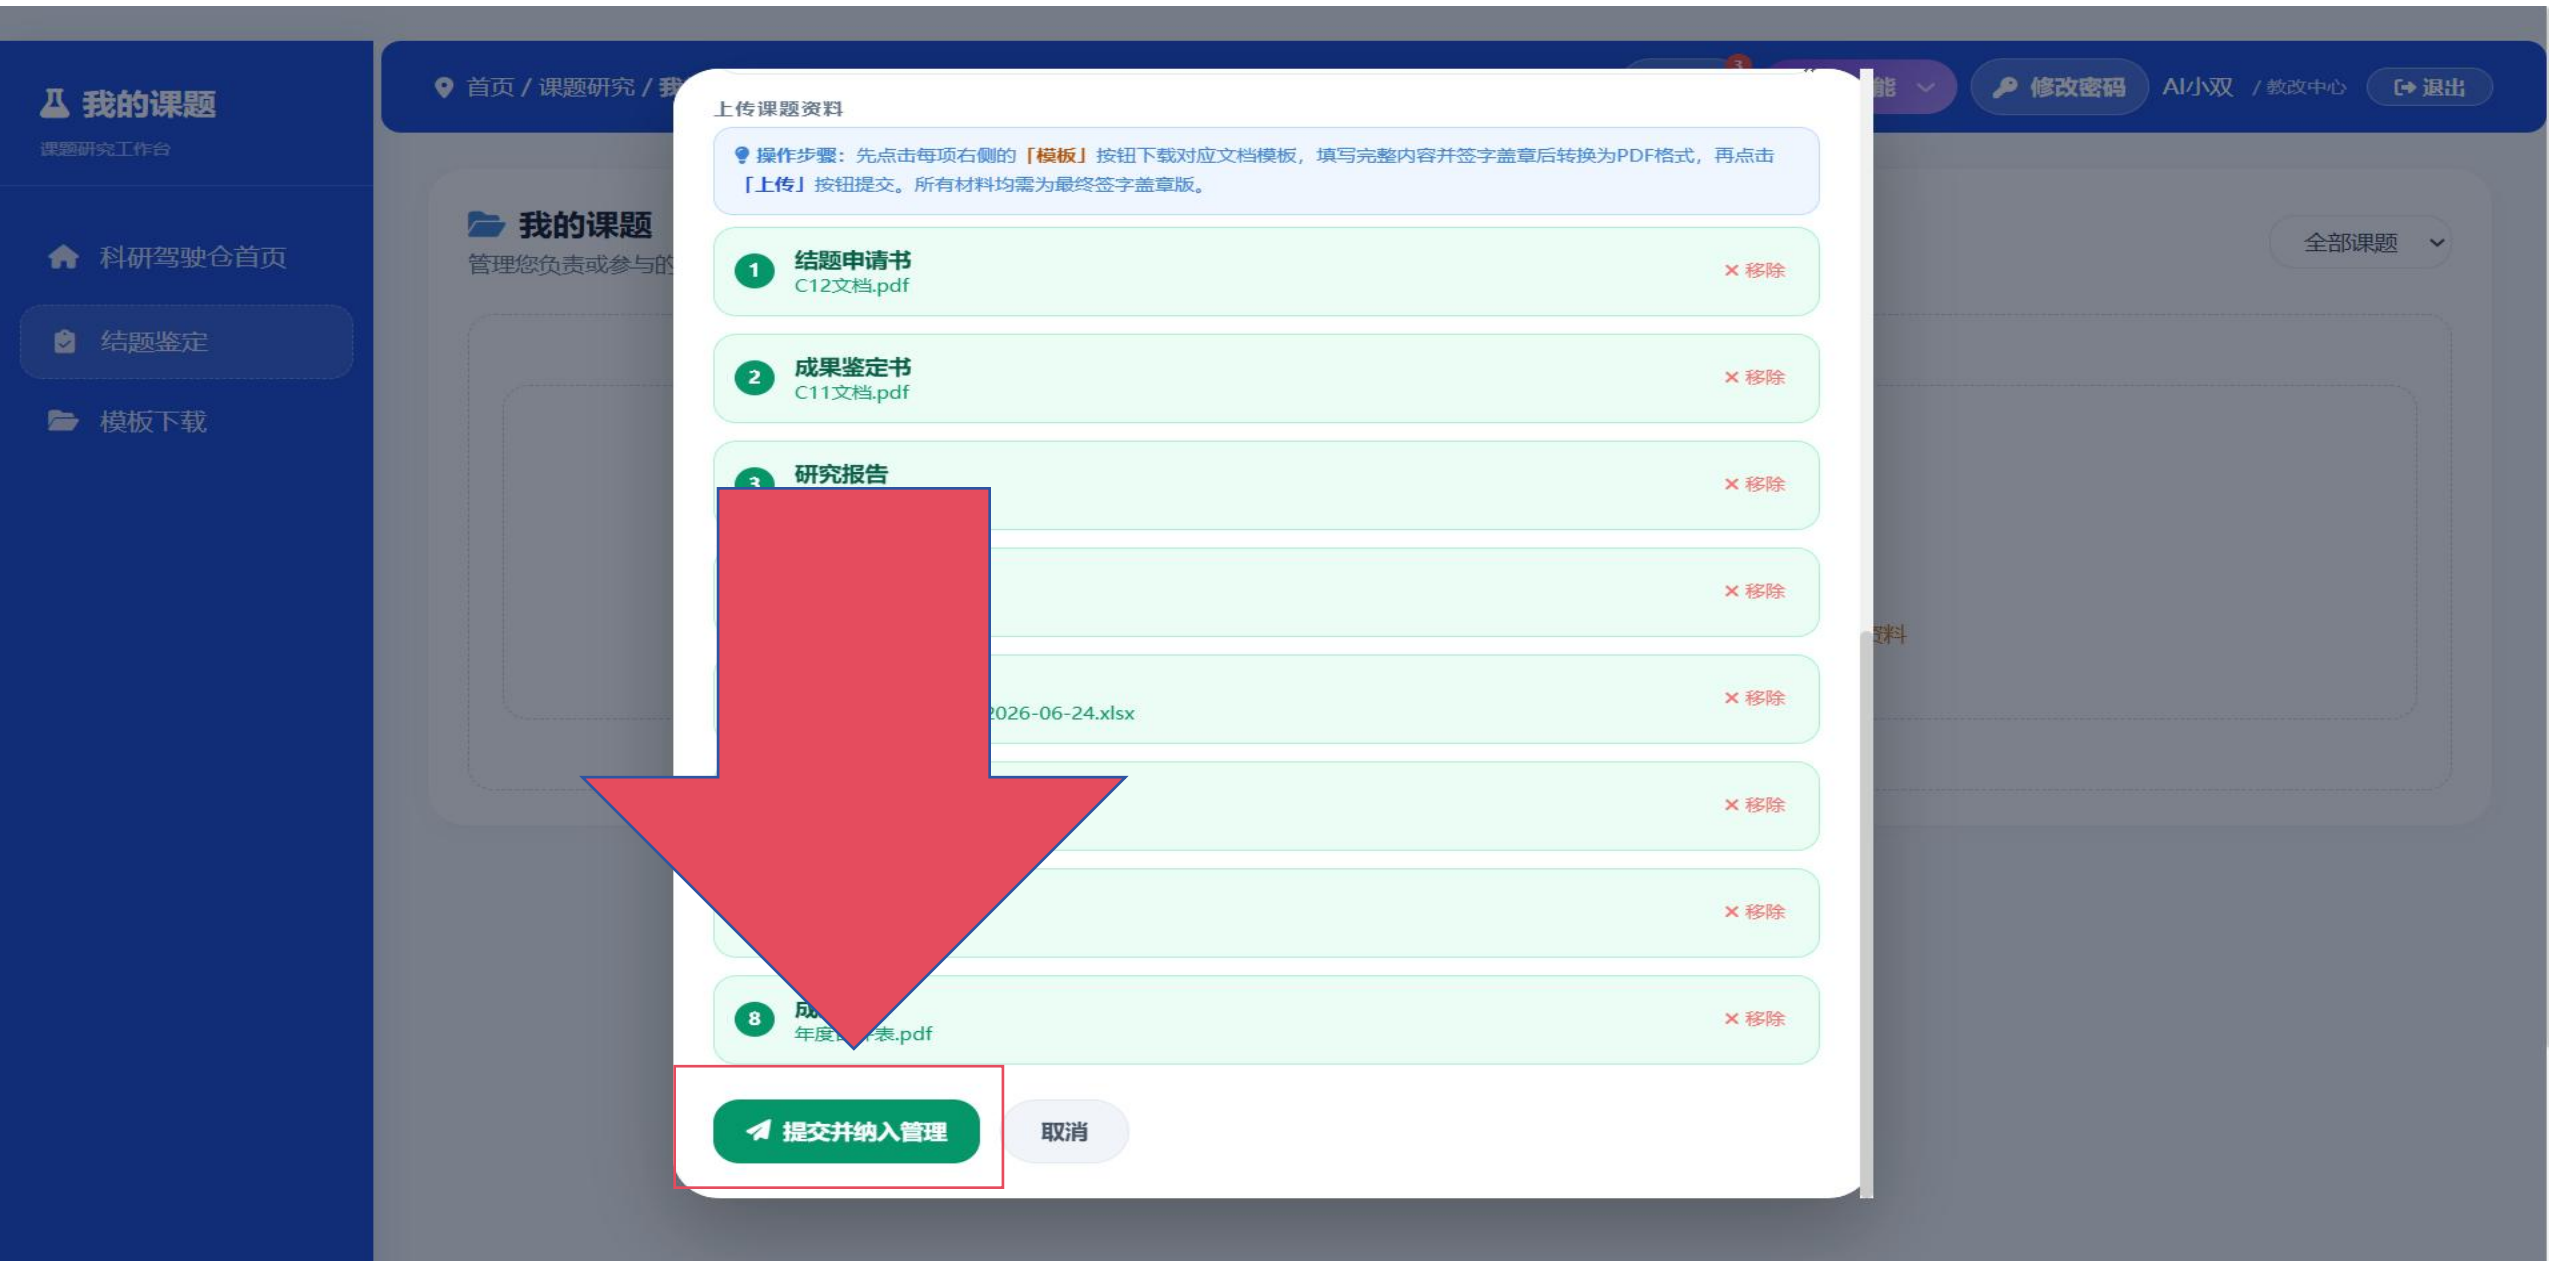 我的课题
课题研究工作台
科研驾驶仓首页
结题鉴定
模板下载
首页 / 课题研究 / 我
3
能
修改密码
AI小双 / 教改中心
退出
我的课题
管理您负责或参与的
全部课题
资料
上传课题资料
操作步骤：先点击每项右侧的「模板」按钮下载对应文档模板，填写完整内容并签字盖章后转换为PDF格式，再点击
「上传」按钮提交。所有材料均需为最终签字盖章版。
1 结题申请书
C12文档.pdf
移除
2 成果鉴定书
C11文档.pdf
移除
3 研究报告
移除
移除
2026-06-24.xlsx
移除
移除
移除
8 成
年度 表.pdf
移除
提交并纳入管理
取消